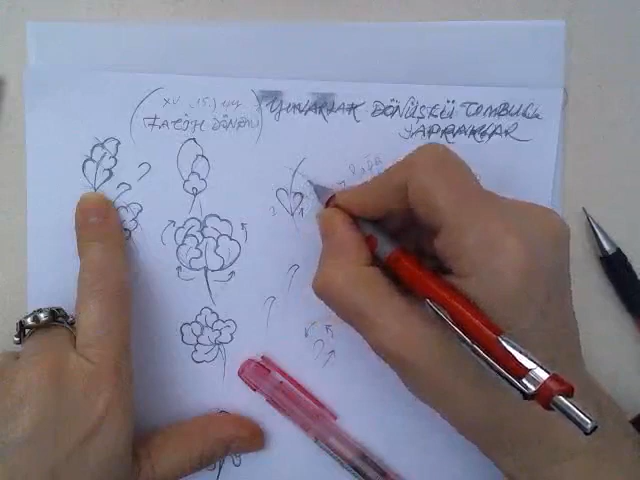 XV (15.) yy
FATİH DÖNEMİ
YUVARLAK DÖNÜŞLÜ TOMBUL
YAPRAKLAR